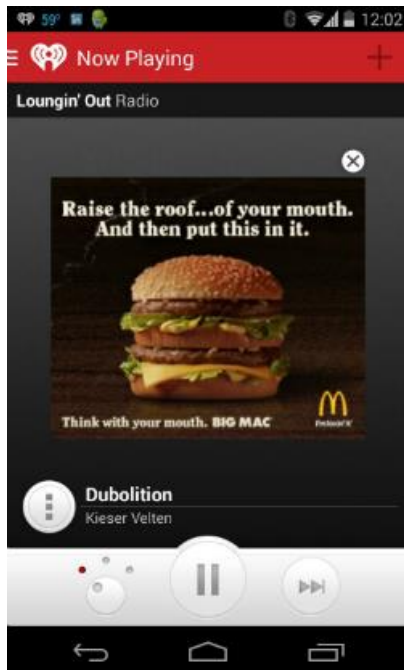 59°
12:02
Now Playing
Loungin' Out Radio
Raise the roof...of your mouth.
And then put this in it.
Think with your mouth. BIG MAC
Dubolition
Kieser Velten